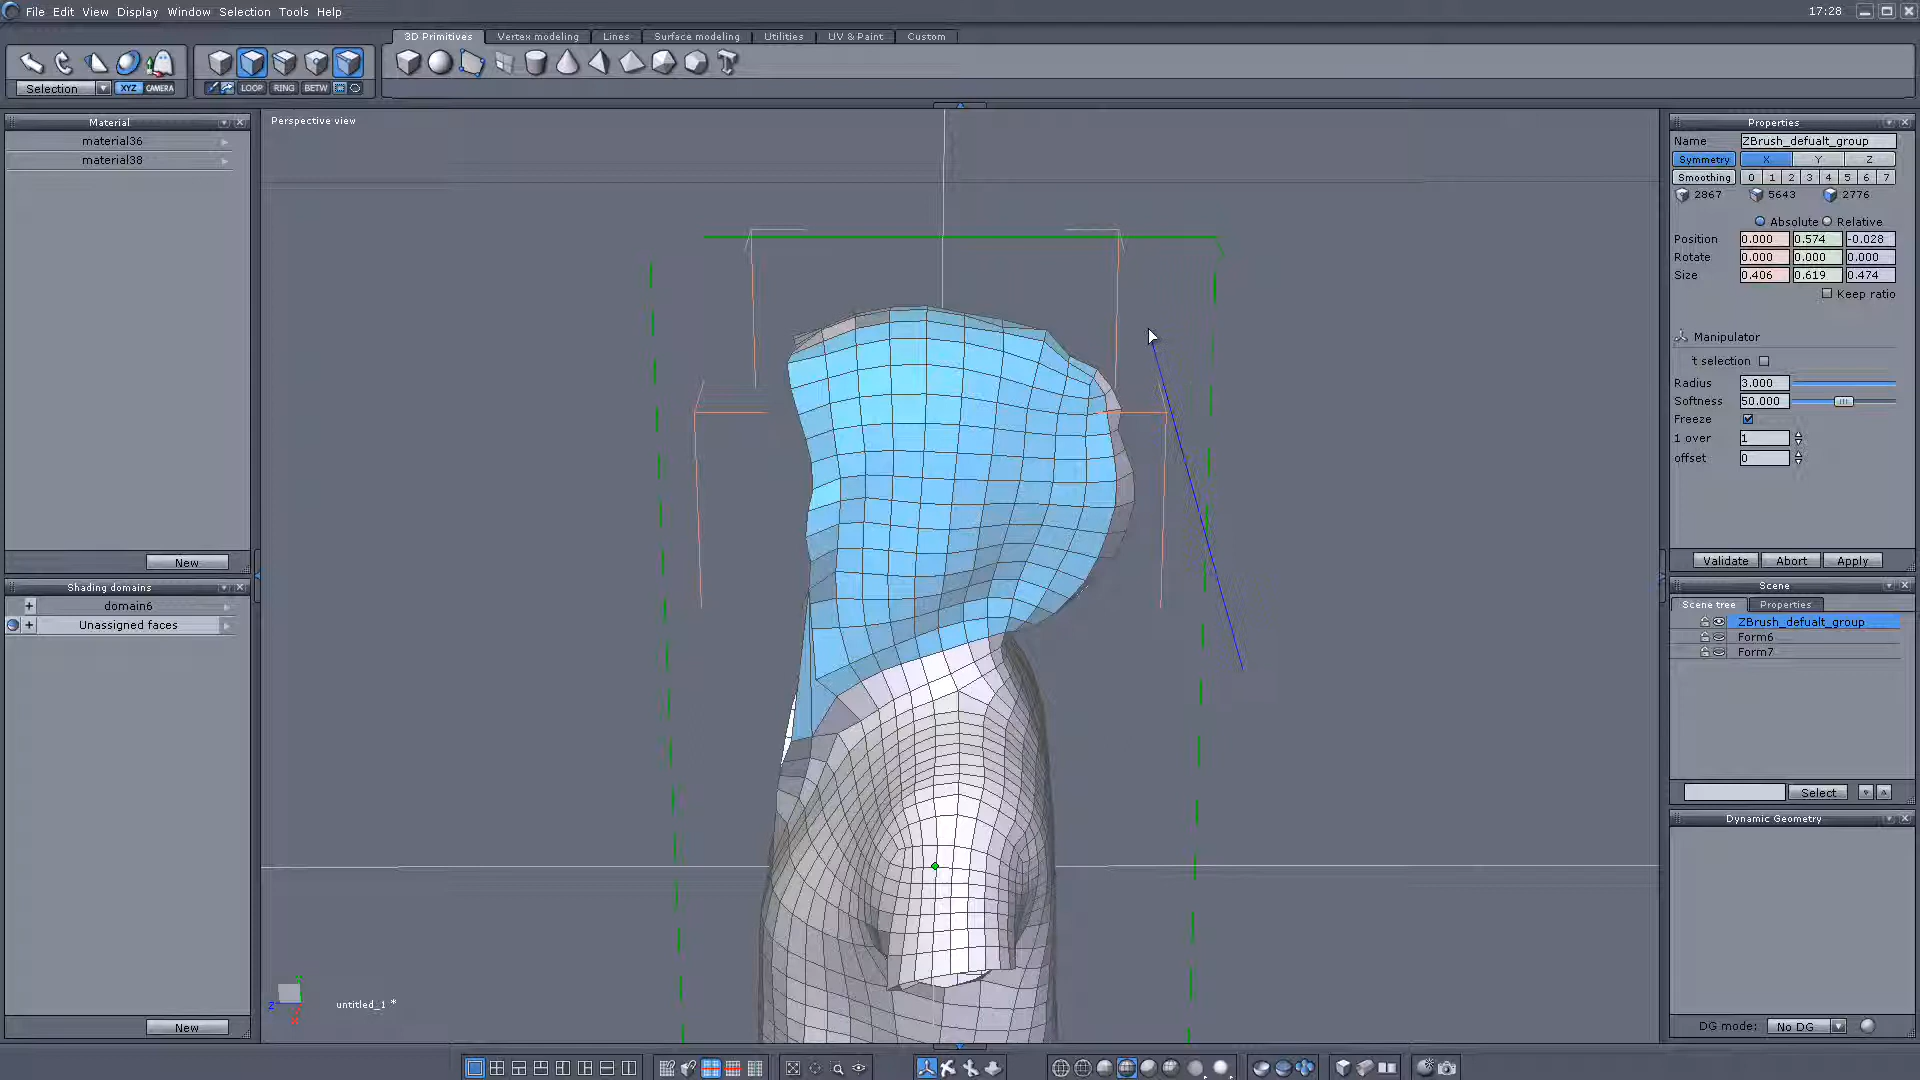 File Edit View Display Window Selection Tools Help
17:28
3D Primitives Vertex modeling Lines Surface modeling Utilities UV & Paint Custom
Selection XYZ CAMERA LOOP RING BETW
Material
material36
material38
New
Shading domains
domain6
Unassigned faces
New
Perspective view
untitled_1 *
Z
Y
X
Properties
Name ZBrush_defualt_group
Symmetry X Y Z
Smoothing 0 1 2 3 4 5 6 7
2867 5643 2776
Absolute Relative
Position 0.000 0.574 -0.028
Rotate 0.000 0.000 0.000
Size 0.406 0.619 0.474
Keep ratio
Manipulator
't selection
Radius 3.000
Softness 50.000
Freeze
1 over 1
offset 0
Validate Abort Apply
Scene
Scene tree Properties
ZBrush_defualt_group
Form6
Form7
Select
Dynamic Geometry
DG mode: No DG